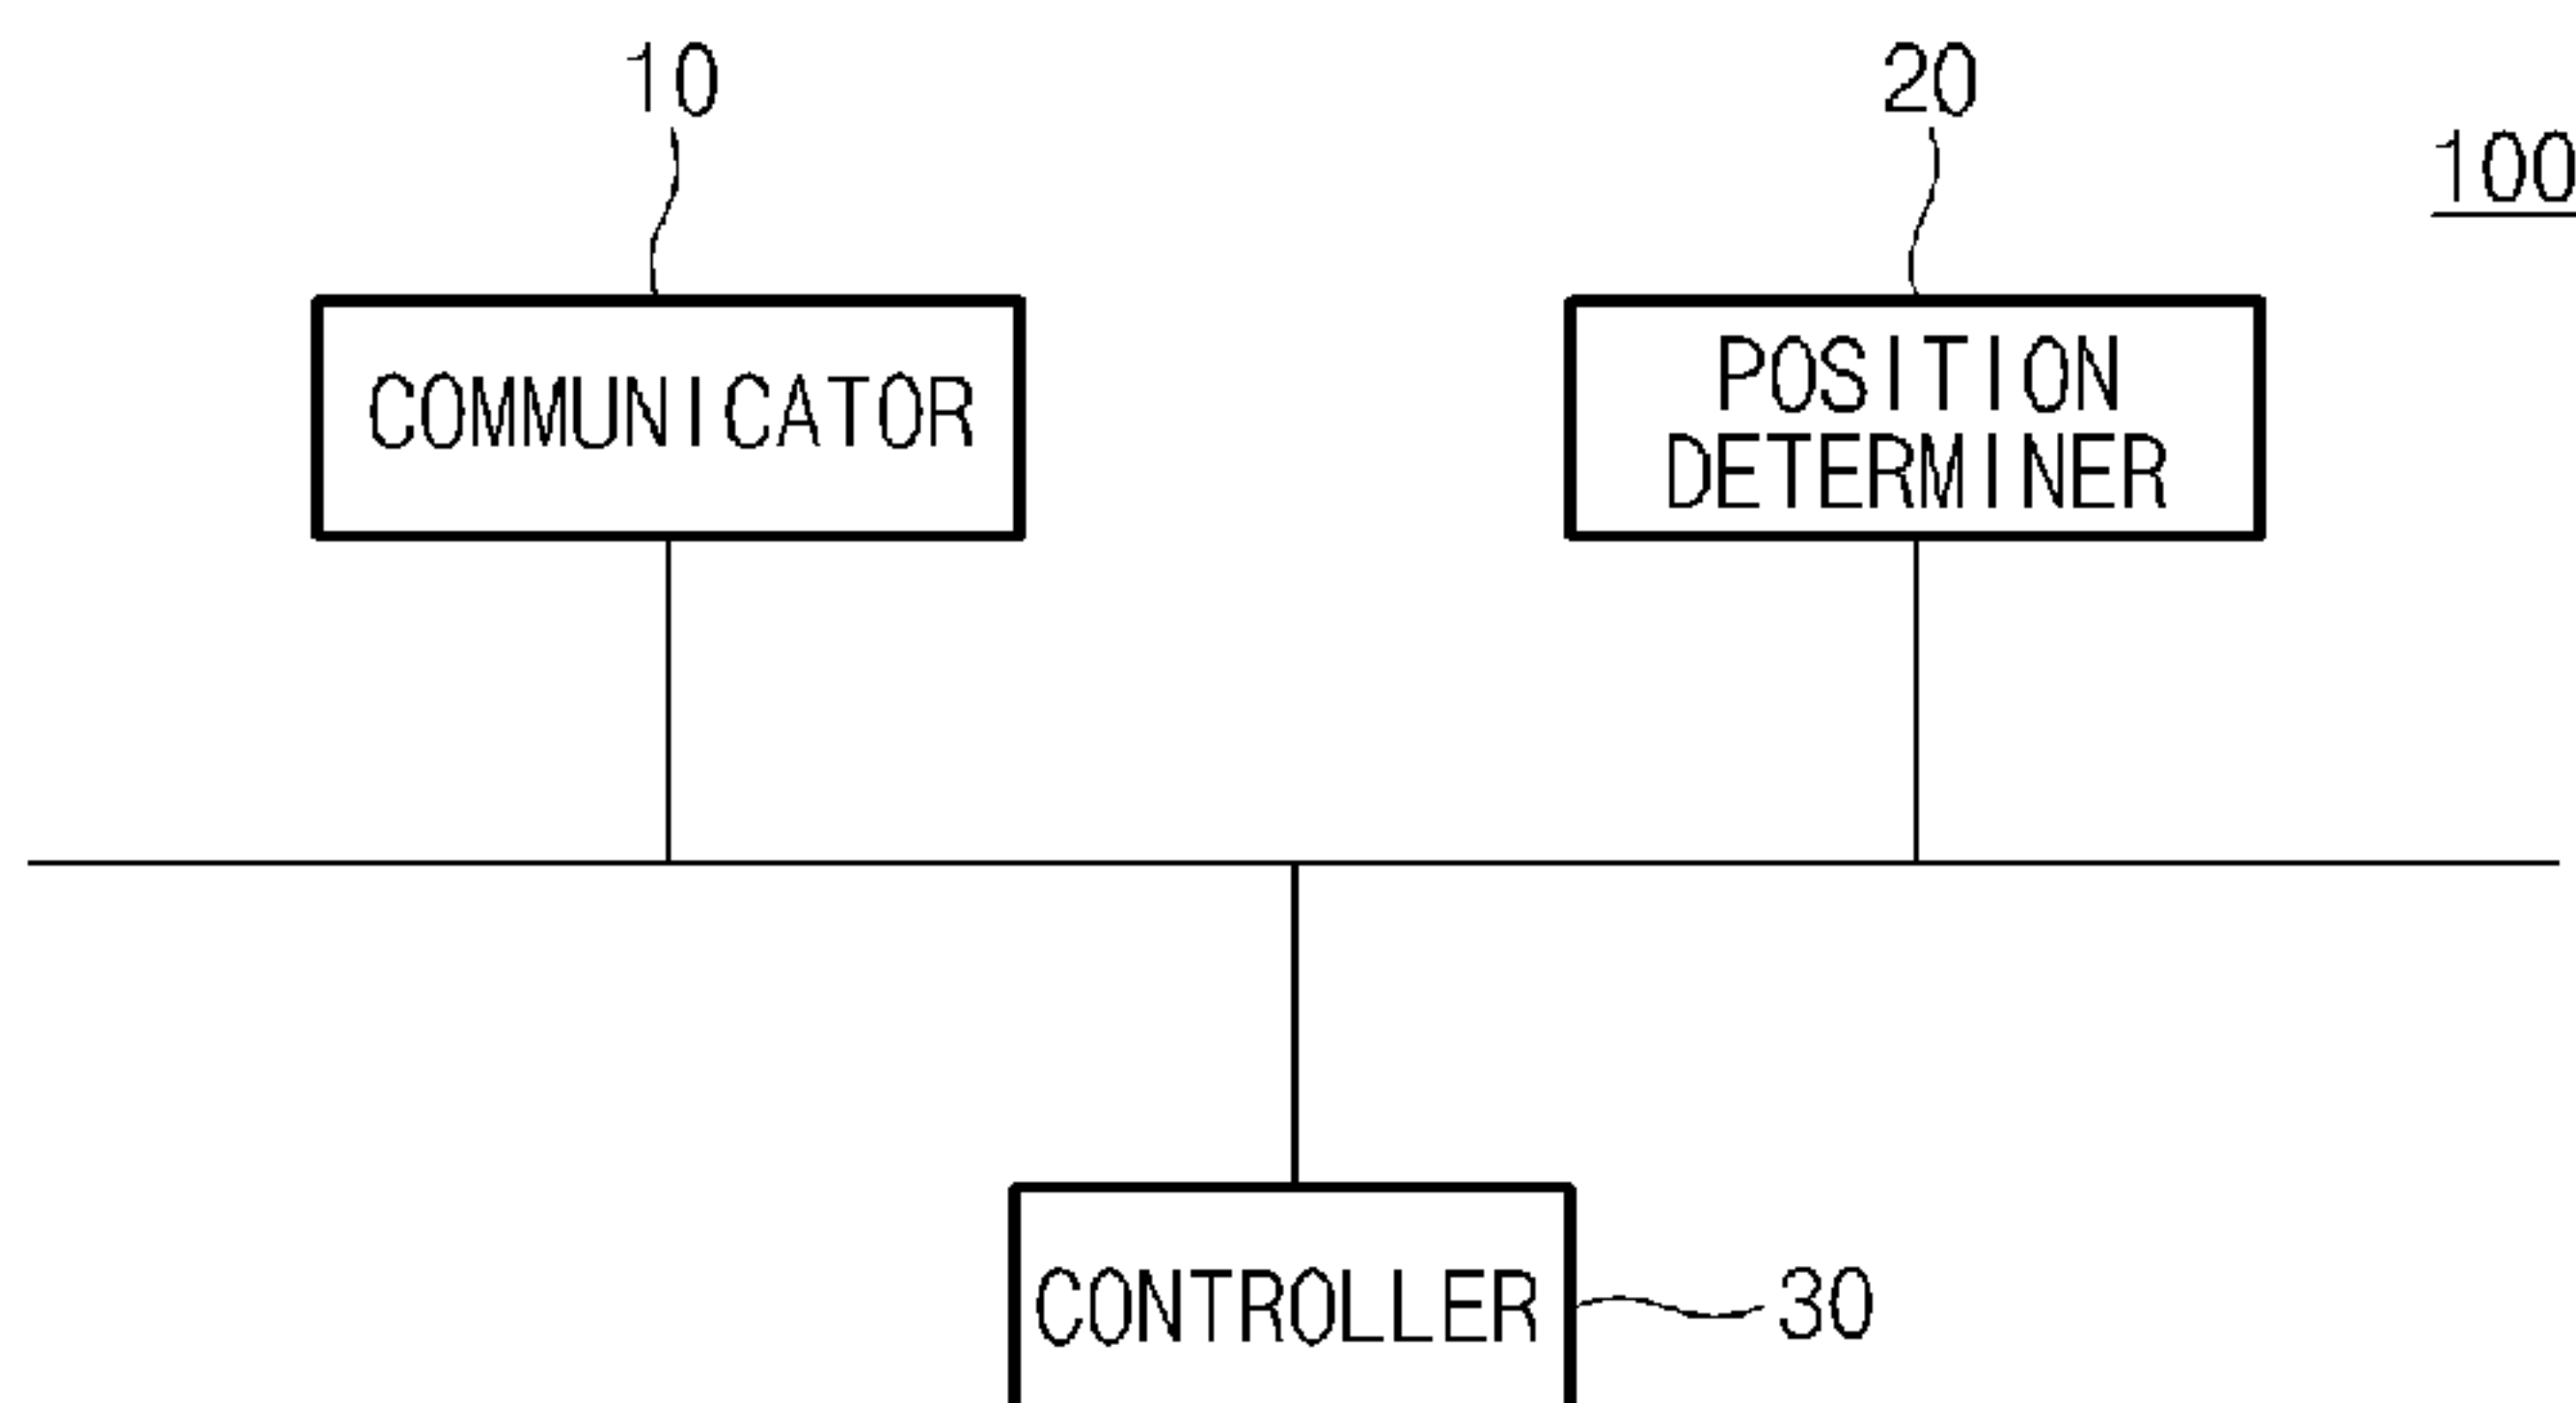 10
20
100
COMMUNICATOR
POSITION
DETERMINER
CONTROLLER
30